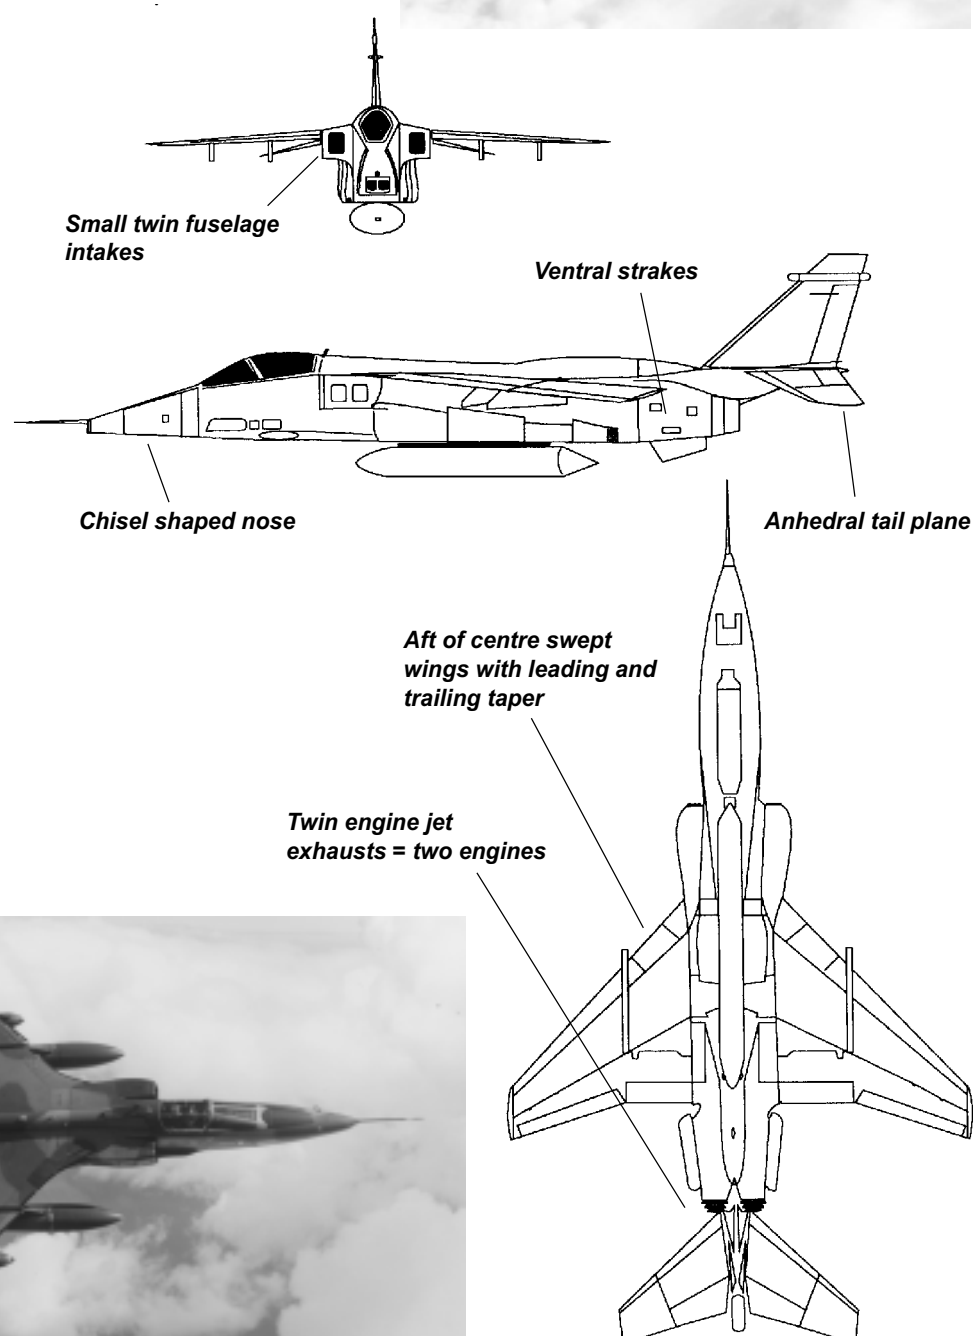 Small twin fuselage
intakes
Ventral strakes
Chisel shaped nose
Anhedral tail plane
Aft of centre swept
wings with leading and
trailing taper
Twin engine jet
exhausts = two engines